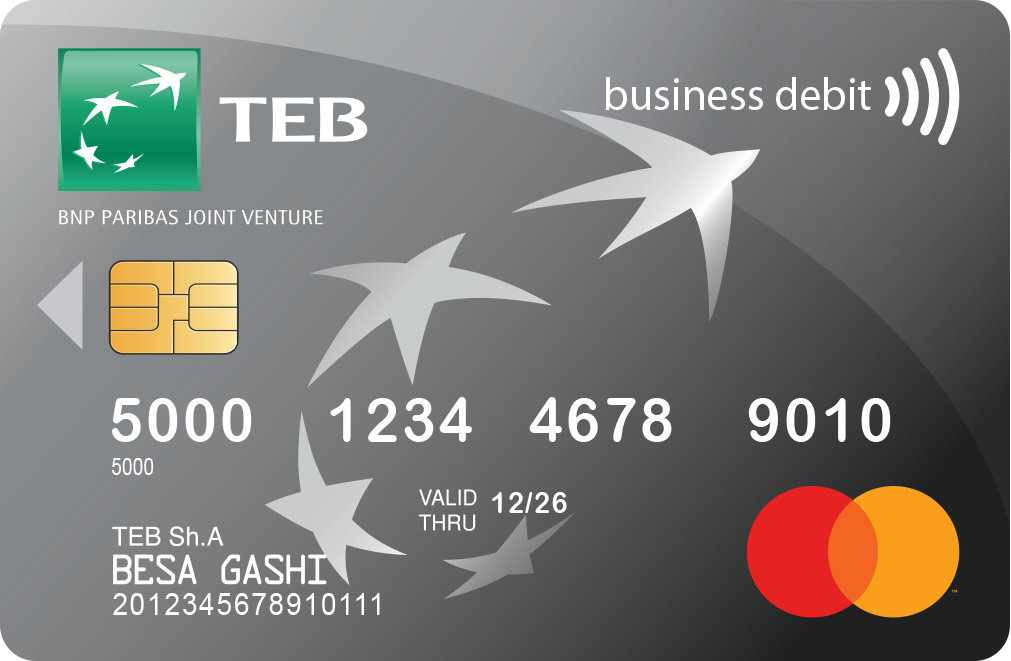 TEB
business debit
BNP PARIBAS JOINT VENTURE
5000 1234 4678 9010
5000
VALID THRU 12/26
TEB Sh.A
BESA GASHI
2012345678910111
™